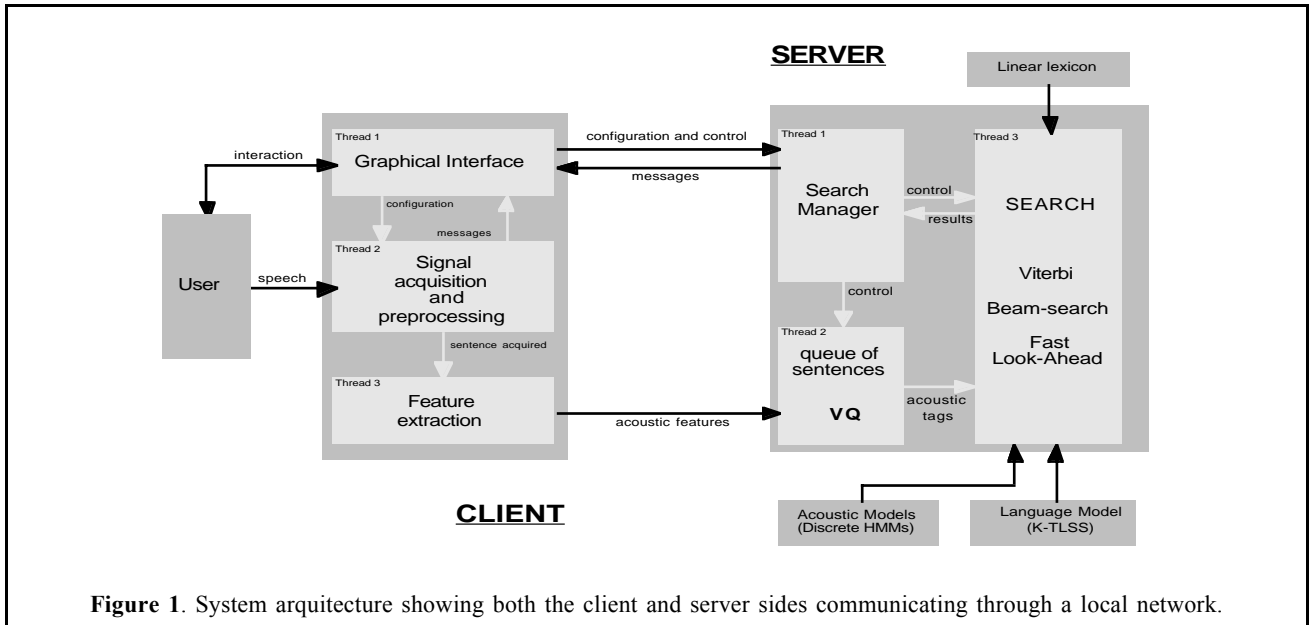 SERVER
Linear lexicon
Thread 1
Graphical Interface
configuration and control
messages
Thread 1
Search
Manager
Thread 3
SEARCH
Viterbi
Beam-search
Fast
Look-Ahead
interaction
control
results
configuration
messages
User
speech
Thread 2
Signal
acquisition
and
preprocessing
control
sentence acquired
Thread 2
queue of
sentences
VQ
acoustic
tags
Thread 3
Feature
extraction
acoustic features
CLIENT
Acoustic Models
(Discrete HMMs)
Language Model
(K-TLSS)
Figure 1. System arquitecture showing both the client and server sides communicating through a local network.